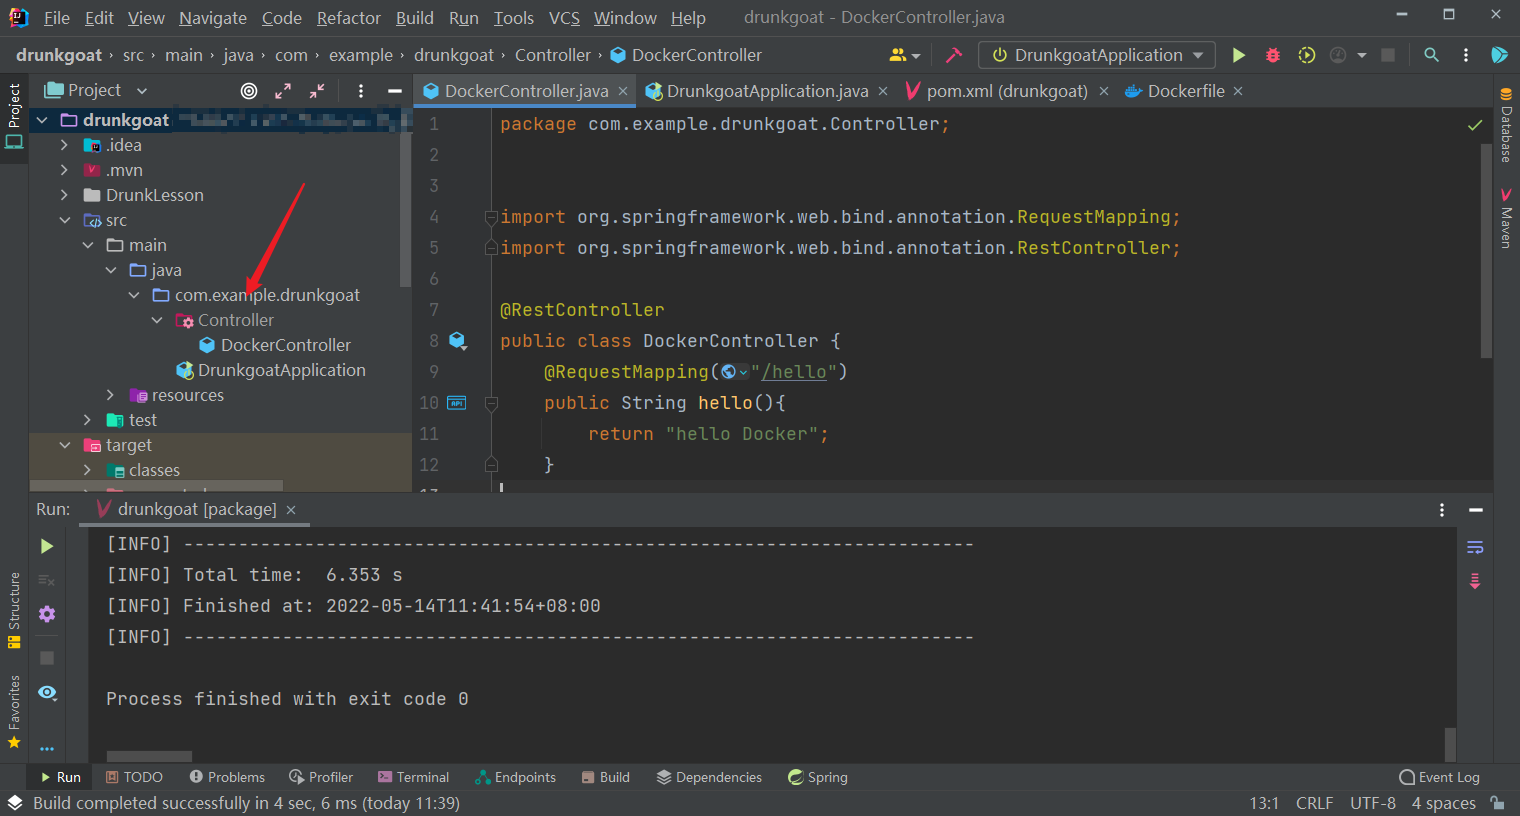 File Edit View Navigate Code Refactor Build Run Tools VCS Window Help drunkgoat - DockerController.java
drunkgoat › src › main › java › com › example › drunkgoat › Controller › DockerController DrunkgoatApplication
Project
DockerController.java DrunkgoatApplication.java pom.xml (drunkgoat) Dockerfile
Project
drunkgoat
.idea
.mvn
DrunkLesson
src
main
java
com.example.drunkgoat
Controller
DockerController
DrunkgoatApplication
resources
test
target
classes
1 package com.example.drunkgoat.Controller;
2
3
4 import org.springframework.web.bind.annotation.RequestMapping;
5 import org.springframework.web.bind.annotation.RestController;
6
7 @RestController
8 public class DockerController {
9 @RequestMapping("/hello")
10 public String hello(){
API
11 return "hello Docker";
12 }
13
Database
Maven
Run: drunkgoat [package]
[INFO] ------------------------------------------------------------------------
[INFO] Total time:  6.353 s
[INFO] Finished at: 2022-05-14T11:41:54+08:00
[INFO] ------------------------------------------------------------------------
Process finished with exit code 0
Structure
Favorites
Run TODO Problems Profiler Terminal Endpoints Build Dependencies Spring Event Log
Build completed successfully in 4 sec, 6 ms (today 11:39) 13:1 CRLF UTF-8 4 spaces